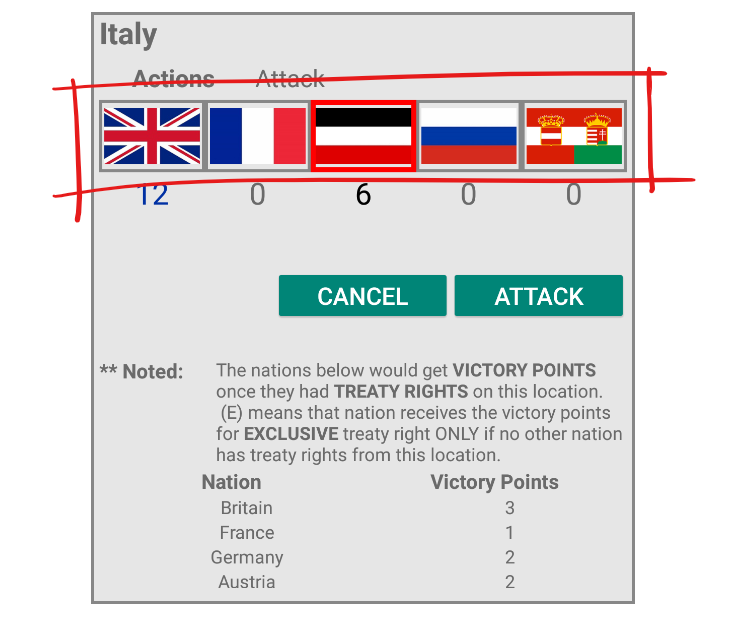 Italy
Actions Attack
12 0 6 0 0
CANCEL ATTACK
** Noted: The nations below would get VICTORY POINTS
once they had TREATY RIGHTS on this location.
(E) means that nation receives the victory points
for EXCLUSIVE treaty right ONLY if no other nation
has treaty rights from this location.
Nation Victory Points
Britain 3
France 1
Germany 2
Austria 2